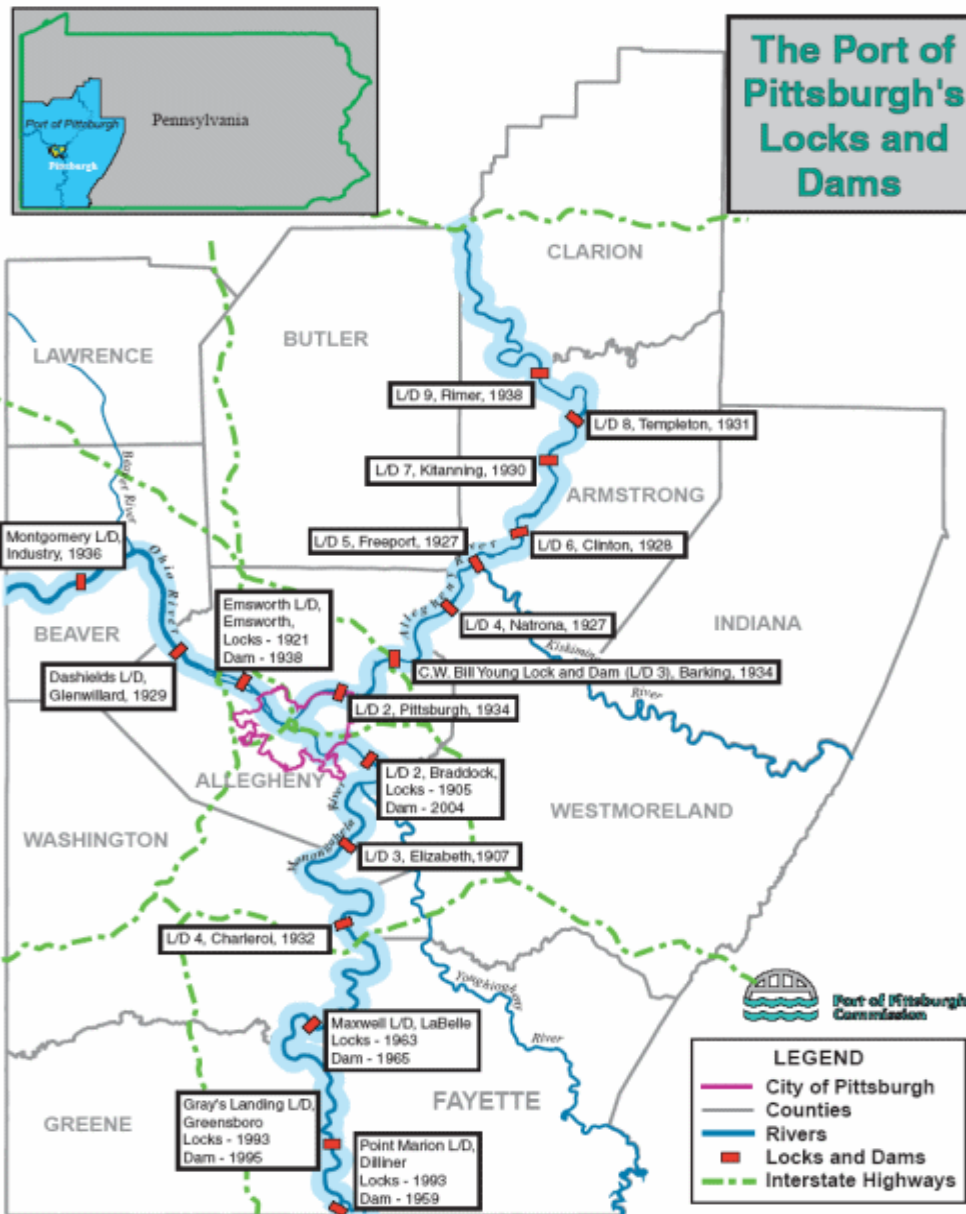 The Port of
Pittsburgh's
Locks and
Dams
Pennsylvania
Port of Pittsburgh
Pittsburgh
CLARION
BUTLER
LAWRENCE
L/D 9, Rimer, 1938
L/D 8, Templeton, 1931
L/D 7, Kitanning, 1930
ARMSTRONG
Beaver River
Montgomery L/D,
Industry, 1936
Ohio River
L/D 5, Freeport, 1927
Allegheny River
L/D 6, Clinton, 1928
Emsworth L/D,
Emsworth,
Locks - 1921
Dam - 1938
BEAVER
L/D 4, Natrona, 1927
INDIANA
Dashields L/D,
Glenwillard, 1929
C.W. Bill Young Lock and Dam (L/D 3), Barking, 1934
River
L/D 2, Pittsburgh, 1934
ALLEGHENY
L/D 2, Braddock,
Locks - 1905
Dam - 2004
WESTMORELAND
WASHINGTON
Monongahela River
L/D 3, Elizabeth,1907
L/D 4, Charleroi, 1932
Youghiogheny
River
Port of Pittsburgh
Commission
Maxwell L/D, LaBelle
Locks - 1963
Dam - 1965
GREENE
FAYETTE
Gray's Landing L/D,
Greensboro
Locks - 1993
Dam - 1995
Point Marion L/D,
Dilliner
Locks - 1993
Dam - 1959
LEGEND
City of Pittsburgh
Counties
Rivers
Locks and Dams
Interstate Highways